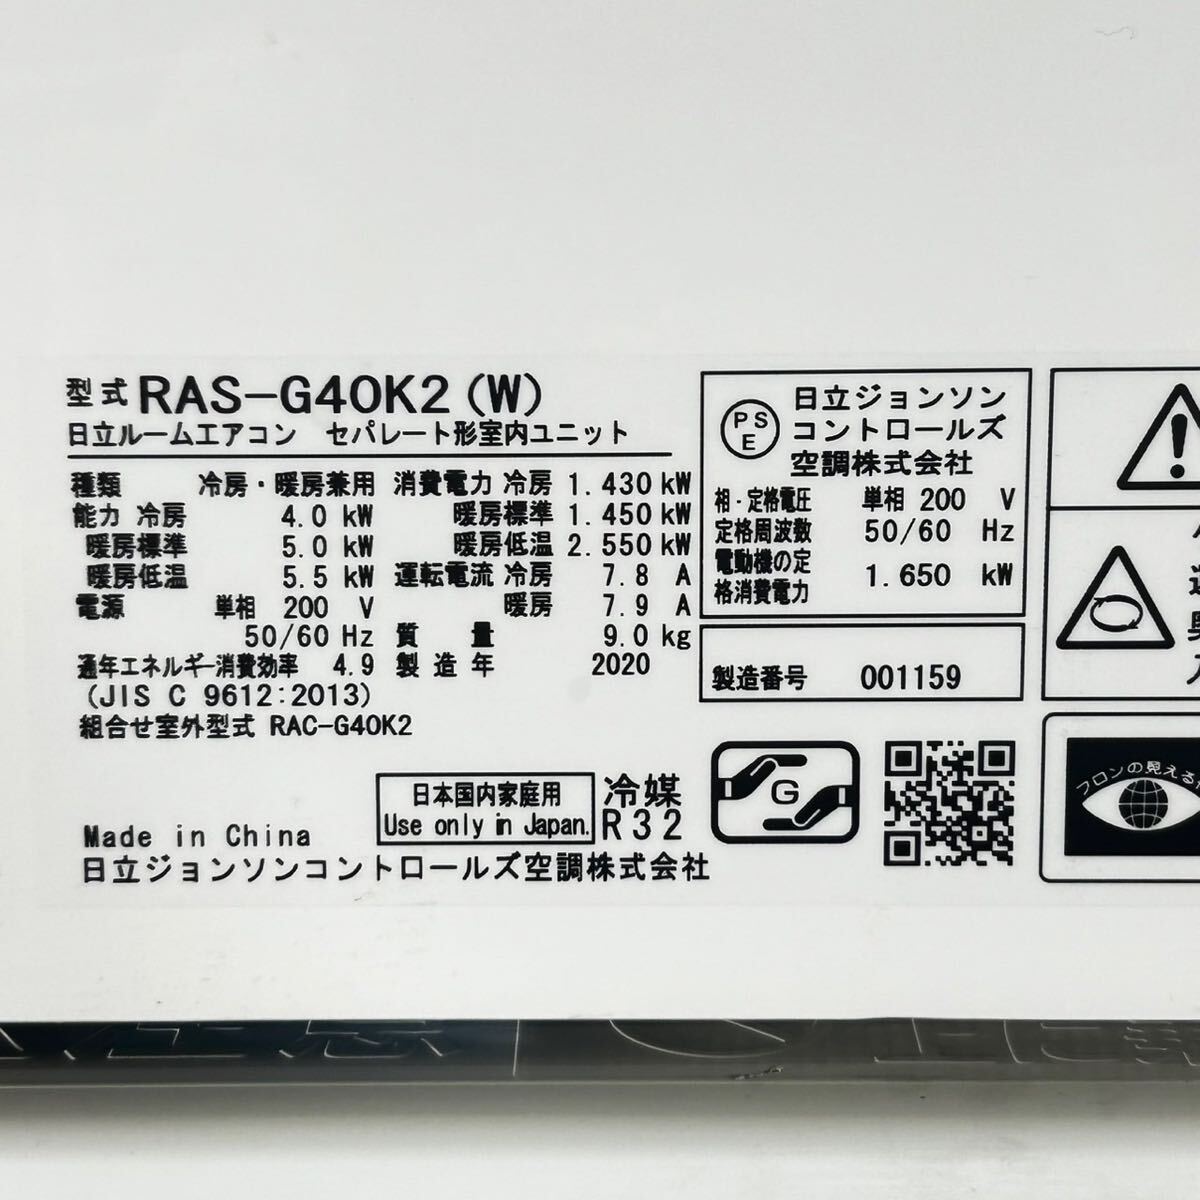 型式 RAS-G40K2(W)
日立ルームエアコン セパレート形室内ユニット
種類 冷房・暖房兼用
能力 冷房 4.0 kW
暖房標準 5.0 kW
暖房低温 5.5 kW
電源 単相 200 V
50/60 Hz
通年エネルギー消費効率 4.9
(JIS C 9612:2013)
組合せ室外型式 RAC-G40K2
消費電力 冷房 1.430 kW
暖房標準 1.450 kW
暖房低温 2.550 kW
運転電流 冷房 7.8 A
暖房 7.9 A
質量 9.0 kg
製造年 2020
PS
E
日立ジョンソン
コントロールズ
空調株式会社
相・定格電圧 単相 200 V
定格周波数 50/60 Hz
電動機の定
格消費電力 1.650 kW
製造番号 001159
Made in China
日本国内家庭用
Use only in Japan.
冷媒
R32
G
フロンの見える
日立ジョンソンコントロールズ空調株式会社
注意